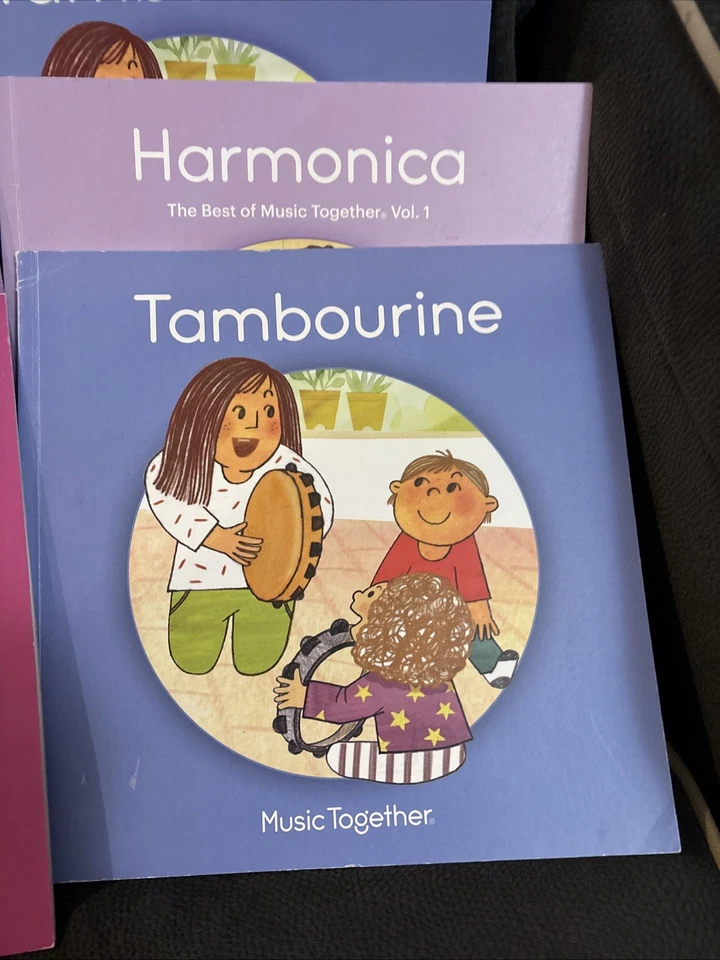 Harmonica
The Best of Music Together® Vol. 1
Tambourine
Music Together®